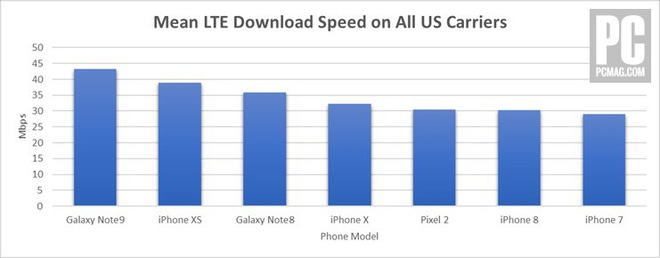 Mean LTE Download Speed on All US Carriers
PC
PCMAG.COM
50
45
40
35
30
25
20
15
10
5
0
Mbps
Galaxy Note9 iPhone XS Galaxy Note8 iPhone X Pixel 2 iPhone 8 iPhone 7
Phone Model